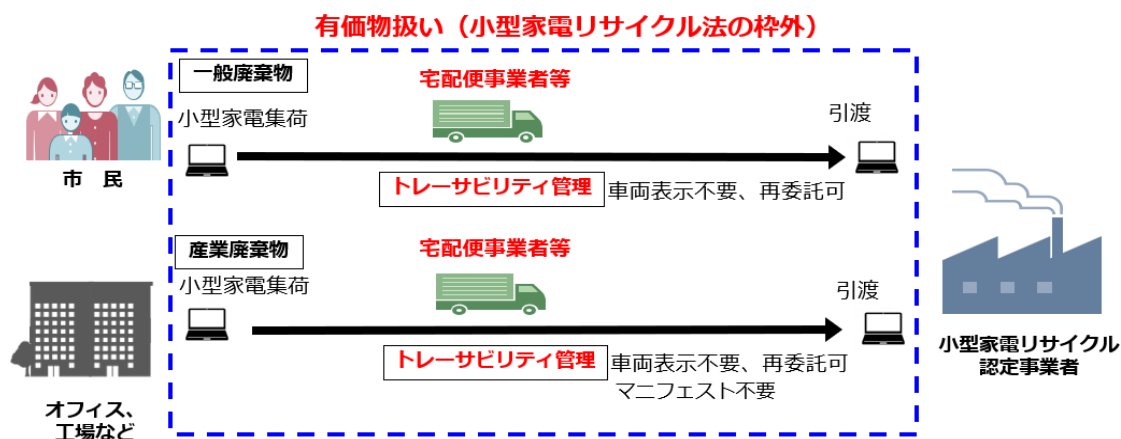 有価物扱い（小型家電リサイクル法の枠外）
一般廃棄物
宅配便事業者等
小型家電集荷
引渡
市　民
トレーサビリティ管理
車両表示不要、再委託可
産業廃棄物
宅配便事業者等
小型家電集荷
引渡
トレーサビリティ管理
車両表示不要、再委託可
マニフェスト不要
小型家電リサイクル
認定事業者
オフィス、
工場など